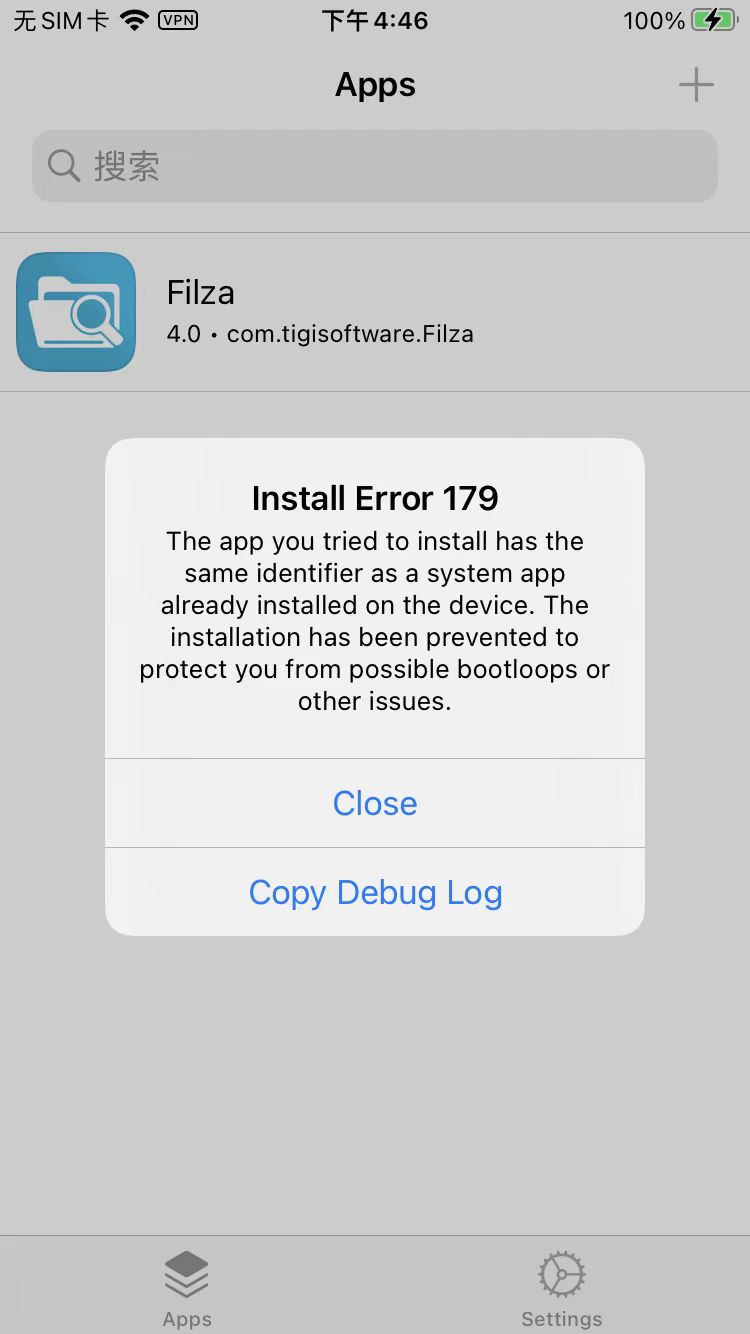 无SIM卡 VPN 下午4:46 100%
Apps
搜索
Filza
4.0 • com.tigisoftware.Filza
Install Error 179
The app you tried to install has the
same identifier as a system app
already installed on the device. The
installation has been prevented to
protect you from possible bootloops or
other issues.
Close
Copy Debug Log
Apps Settings